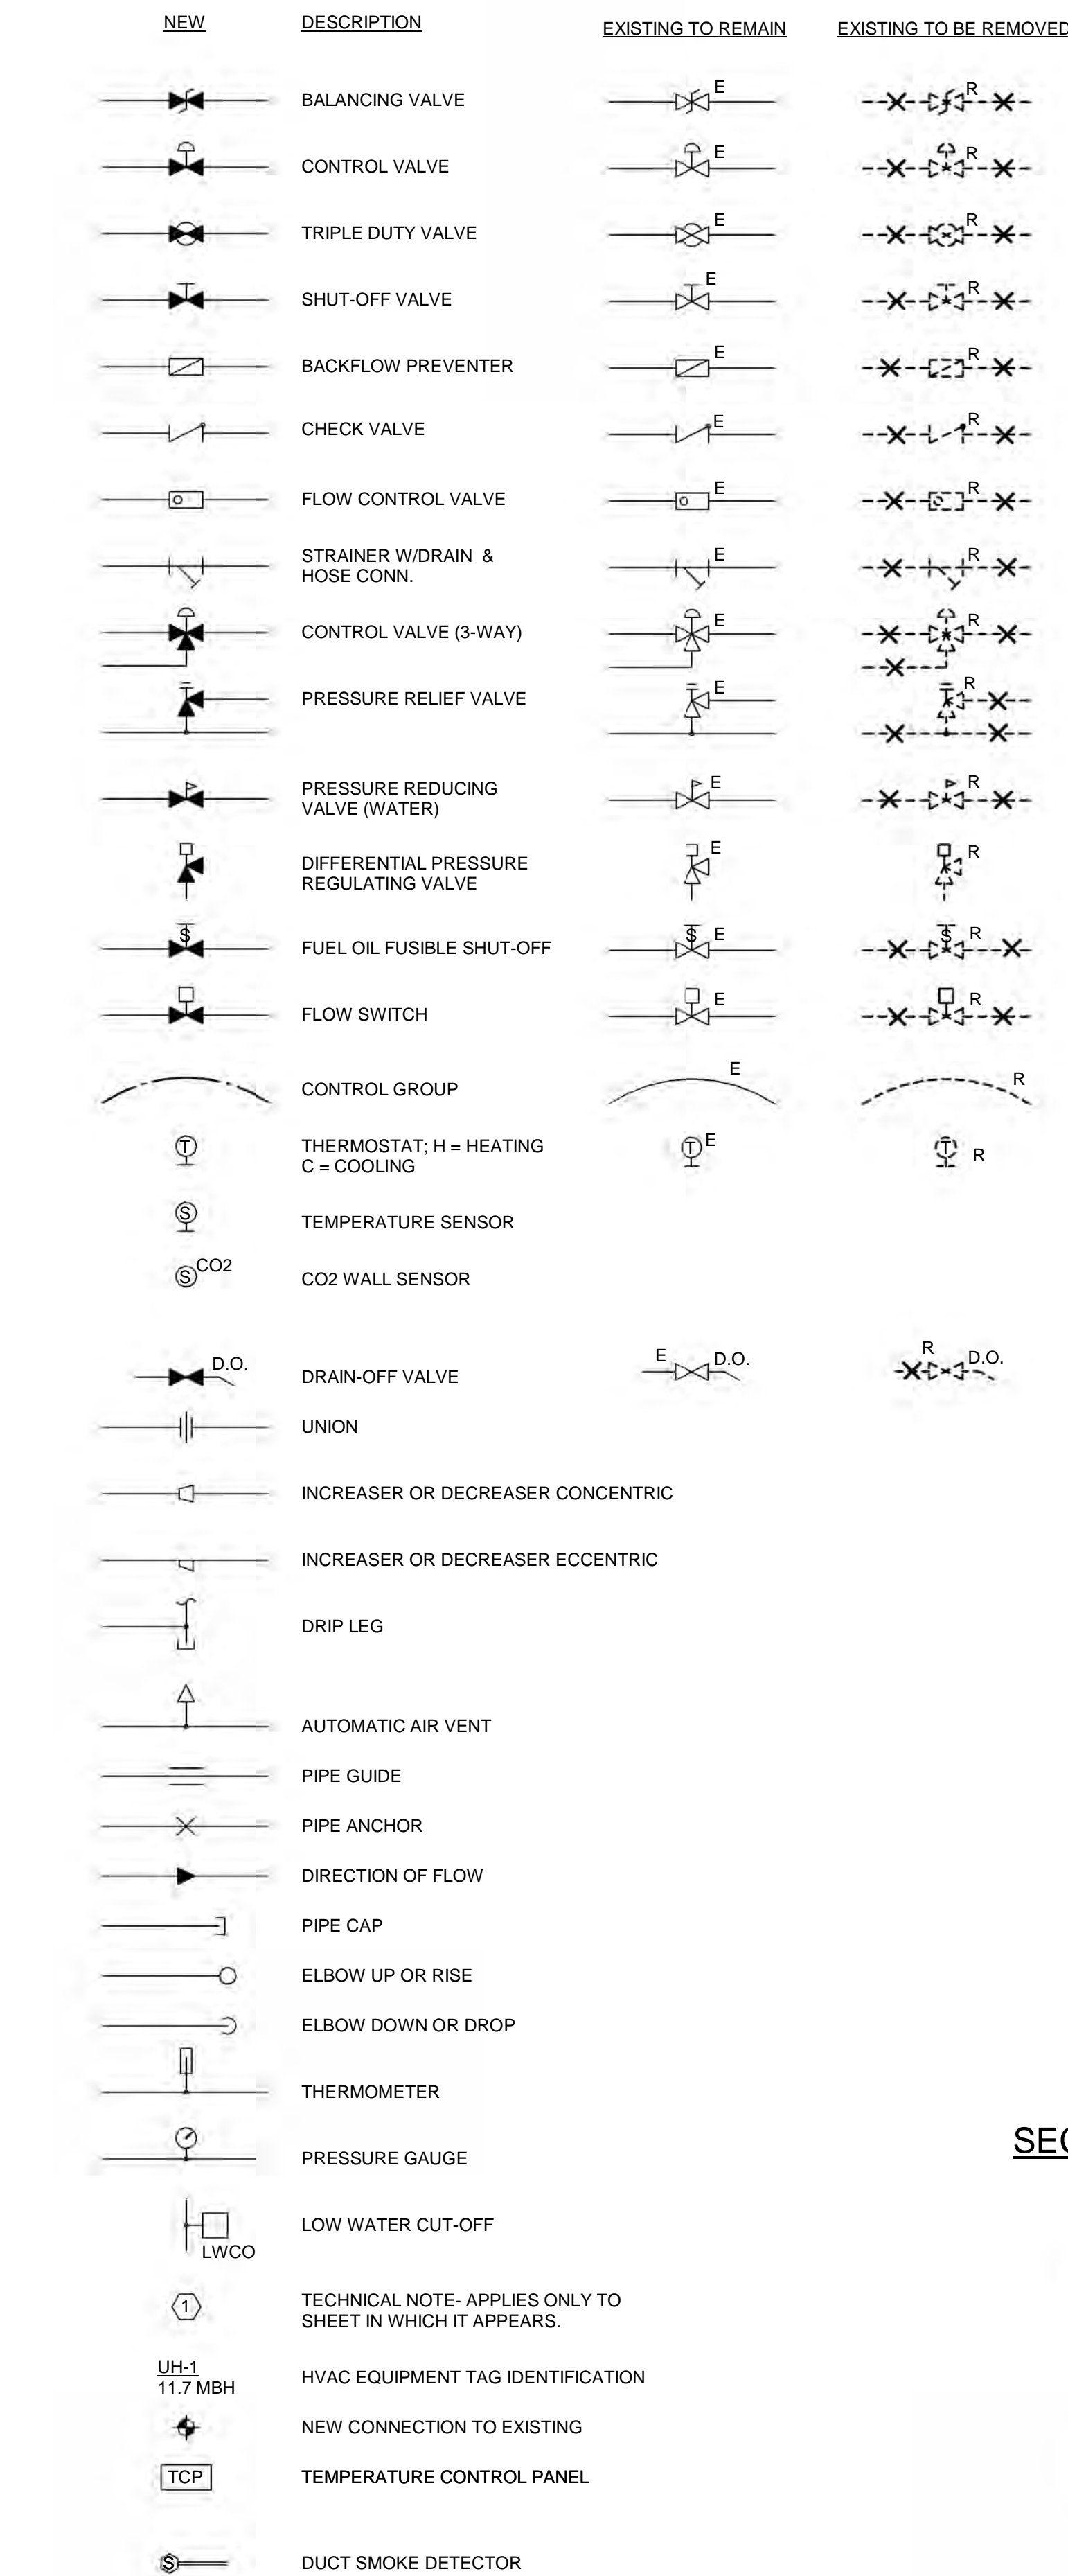 NEW DESCRIPTION EXISTING TO REMAIN EXISTING TO BE REMOVED
BALANCING VALVE E R
CONTROL VALVE E R
TRIPLE DUTY VALVE E R
SHUT-OFF VALVE E R
BACKFLOW PREVENTER E R
CHECK VALVE E R
FLOW CONTROL VALVE E R
STRAINER W/DRAIN & E R
HOSE CONN.
CONTROL VALVE (3-WAY) E R
PRESSURE RELIEF VALVE E R
PRESSURE REDUCING E R
VALVE (WATER)
DIFFERENTIAL PRESSURE E R
REGULATING VALVE
S FUEL OIL FUSIBLE SHUT-OFF S E S R
FLOW SWITCH E R
CONTROL GROUP E R
T THERMOSTAT; H = HEATING T E T R
C = COOLING
S TEMPERATURE SENSOR
S CO2 CO2 WALL SENSOR
D.O. DRAIN-OFF VALVE E D.O. R D.O.
UNION
INCREASER OR DECREASER CONCENTRIC
INCREASER OR DECREASER ECCENTRIC
DRIP LEG
AUTOMATIC AIR VENT
PIPE GUIDE
PIPE ANCHOR
DIRECTION OF FLOW
PIPE CAP
ELBOW UP OR RISE
ELBOW DOWN OR DROP
THERMOMETER
PRESSURE GAUGE
LOW WATER CUT-OFF
LWCO
1 TECHNICAL NOTE- APPLIES ONLY TO
SHEET IN WHICH IT APPEARS.
UH-1
11.7 MBH HVAC EQUIPMENT TAG IDENTIFICATION
NEW CONNECTION TO EXISTING
TCP TEMPERATURE CONTROL PANEL
S DUCT SMOKE DETECTOR